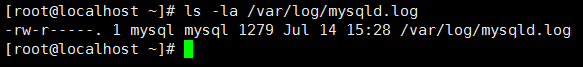 [root@localhost ~]# ls -la /var/log/mysqld.log
-rw-r-----. 1 mysql mysql 1279 Jul 14 15:28 /var/log/mysqld.log
[root@localhost ~]#